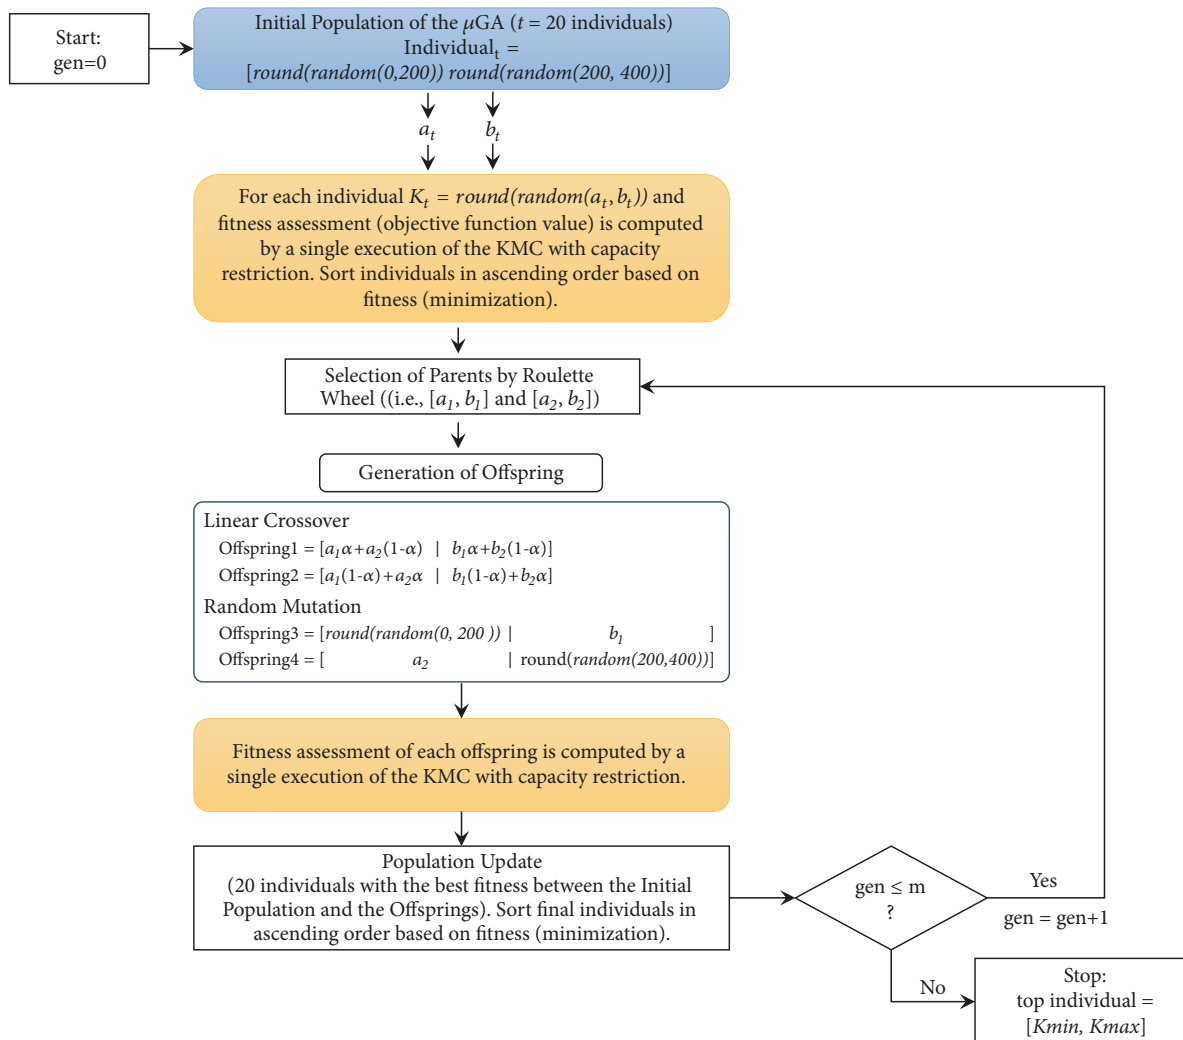 Start:
gen=0
Initial Population of the μGA (t = 20 individuals)
Individualₜ =
[round(random(0,200)) round(random(200, 400))]
aₜ
bₜ
For each individual Kₜ = round(random(aₜ, bₜ)) and
fitness assessment (objective function value) is computed
by a single execution of the KMC with capacity
restriction. Sort individuals in ascending order based on
fitness (minimization).
Selection of Parents by Roulette
Wheel ((i.e., [a₁, b₁] and [a₂, b₂])
Generation of Offspring
Linear Crossover
Offspring1 = [a₁α+a₂(1-α) | b₁α+b₂(1-α)]
Offspring2 = [a₁(1-α)+a₂α | b₁(1-α)+b₂α]
Random Mutation
Offspring3 = [round(random(0, 200 )) | b₁ ]
Offspring4 = [ a₂ | round(random(200,400))]
Fitness assessment of each offspring is computed by a
single execution of the KMC with capacity restriction.
Population Update
(20 individuals with the best fitness between the Initial
Population and the Offsprings). Sort final individuals in
ascending order based on fitness (minimization).
gen ≤ m
?
Yes
gen = gen+1
No
Stop:
top individual =
[Kmin, Kmax]